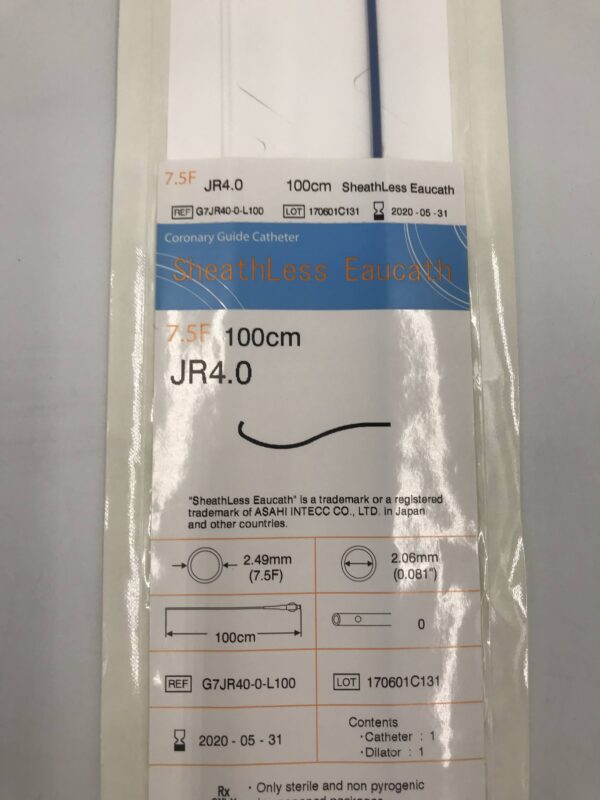 7.5F JR4.0 100cm SheathLess Eaucath
REF G7JR40-0-L100 LOT 170601C131 2020-05-31
Coronary Guide Catheter
SheathLess Eaucath
7.5F 100cm
JR4.0
"SheathLess Eaucath" is a trademark or a registered
trademark of ASAHI INTECC CO., LTD. in Japan
and other countries.
2.49mm
(7.5F)
2.06mm
(0.081")
100cm
0
REF G7JR40-0-L100
LOT 170601C131
2020-05-31
Contents
・Catheter : 1
・Dilator : 1
Rx
・Only sterile and non pyrogenic